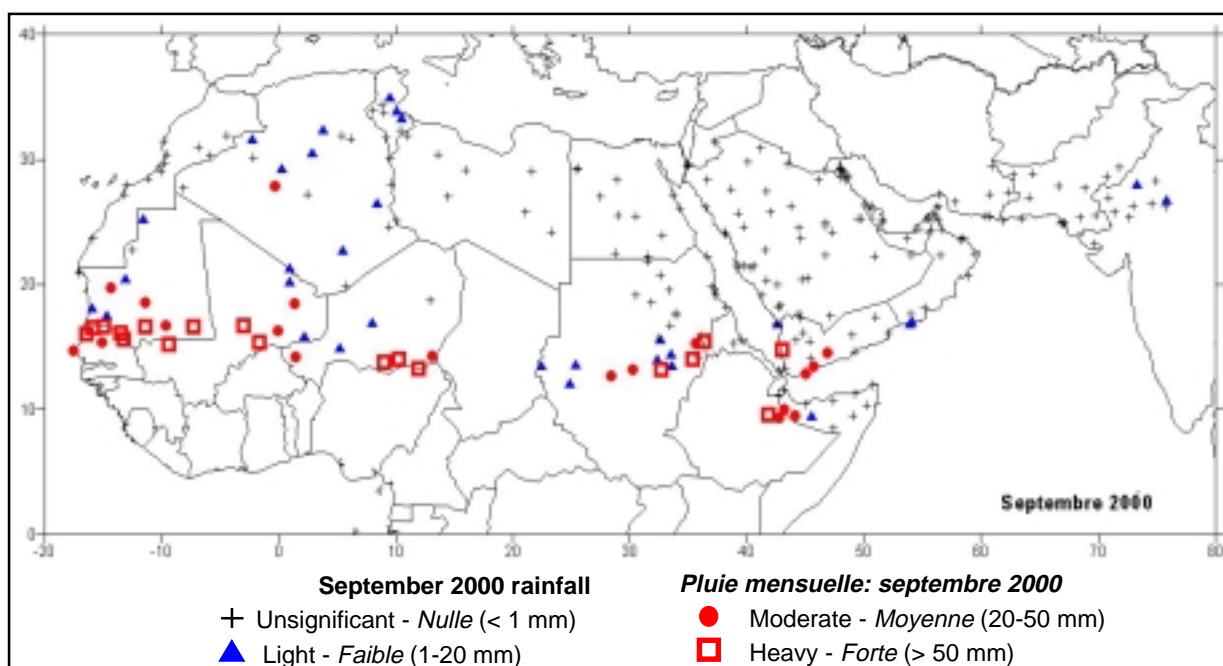 40
30
20
10
0
Septembre 2000
-20 -10 0 10 20 30 40 50 60 70 80
September 2000 rainfall Pluie mensuelle: septembre 2000
Unsignificant - Nulle (< 1 mm) Moderate - Moyenne (20-50 mm)
Light - Faible (1-20 mm) Heavy - Forte (> 50 mm)